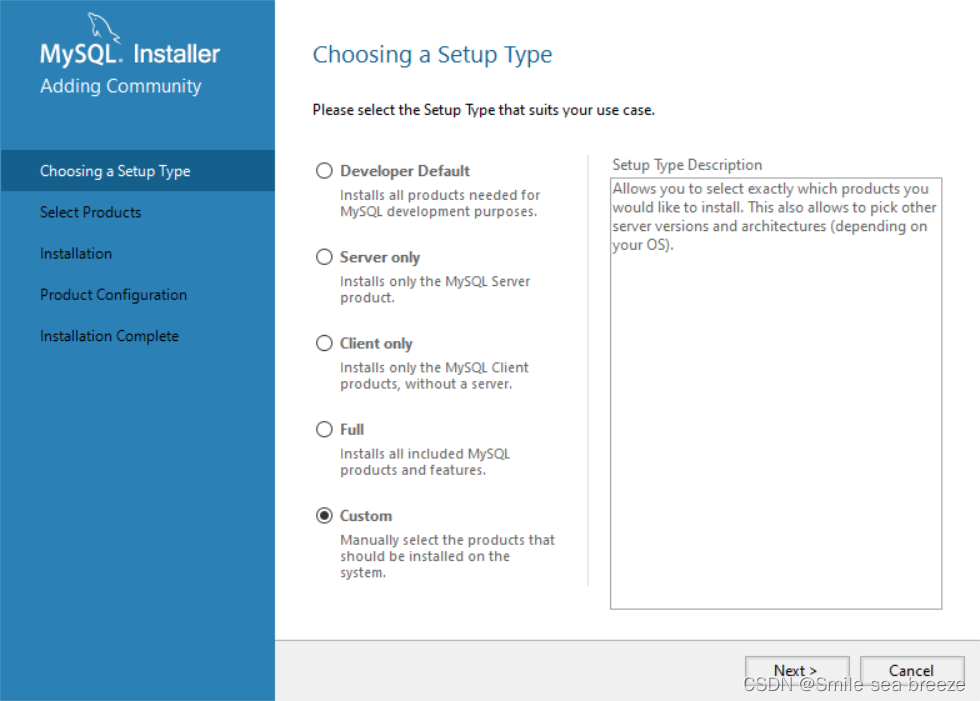 MySQL. Installer
Adding Community
Choosing a Setup Type
Select Products
Installation
Product Configuration
Installation Complete
Choosing a Setup Type
Please select the Setup Type that suits your use case.
Developer Default
Installs all products needed for
MySQL development purposes.
Server only
Installs only the MySQL Server
product.
Client only
Installs only the MySQL Client
products, without a server.
Full
Installs all included MySQL
products and features.
Custom
Manually select the products that
should be installed on the
system.
Setup Type Description
Allows you to select exactly which products you
would like to install. This also allows to pick other
server versions and architectures (depending on
your OS).
Next >
Cancel
CSDN @Smile sea breeze